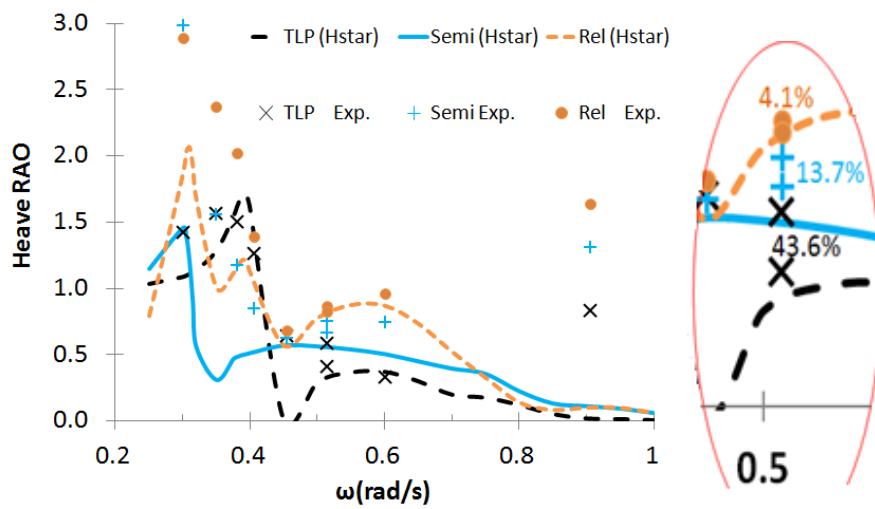 3.0
TLP (Hstar) Semi (Hstar) Rel (Hstar)
2.5
TLP Exp. Semi Exp. Rel Exp.
2.0
1.5
1.0
0.5
0.0
Heave RAO
0.2 0.4 0.6 0.8 1
ω(rad/s)
4.1%
13.7%
43.6%
0.5